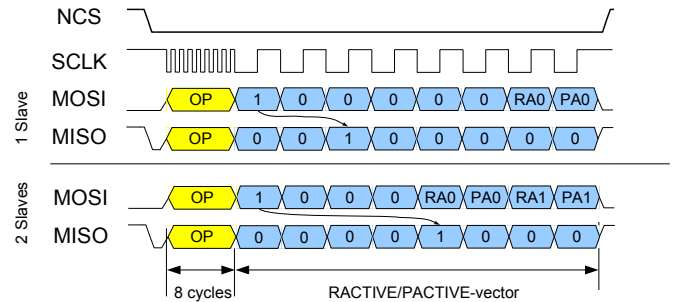 NCS
SCLK
1 Slave
MOSI OP 1 0 0 0 0 0 RA0 PA0
MISO OP 0 0 1 0 0 0 0 0
2 Slaves
MOSI OP 1 0 0 0 RA0 PA0 RA1 PA1
MISO OP 0 0 0 0 1 0 0 0
8 cycles RACTIVE/PACTIVE-vector